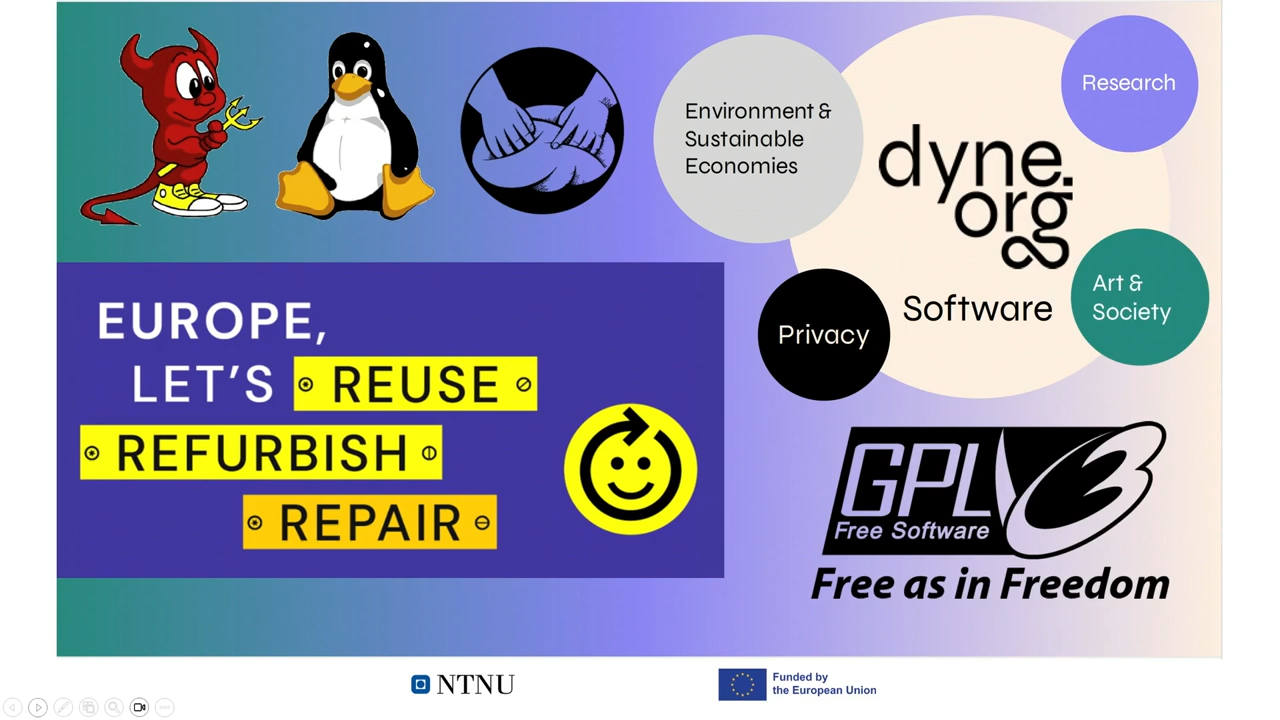 Environment &
Sustainable
Economies
Research
dyne.
org
Software
Privacy
Art &
Society
EUROPE,
LET'S REUSE
REFURBISH
REPAIR
GPLv3
Free Software
Free as in Freedom
NTNU
Funded by
the European Union